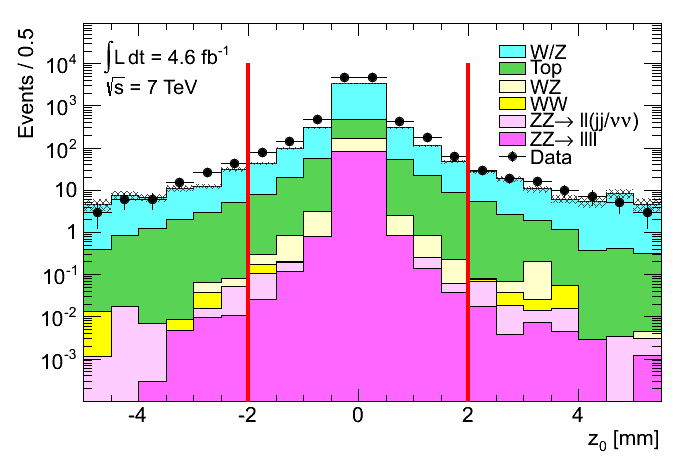 Events / 0.5
10⁴
10³
10²
10
1
10⁻¹
10⁻²
10⁻³
∫L dt = 4.6 fb⁻¹
√s = 7 TeV
W/Z
Top
WZ
WW
ZZ→ ll(jj/νν)
ZZ→ llll
Data
-4 -2 0 2 4
z₀ [mm]